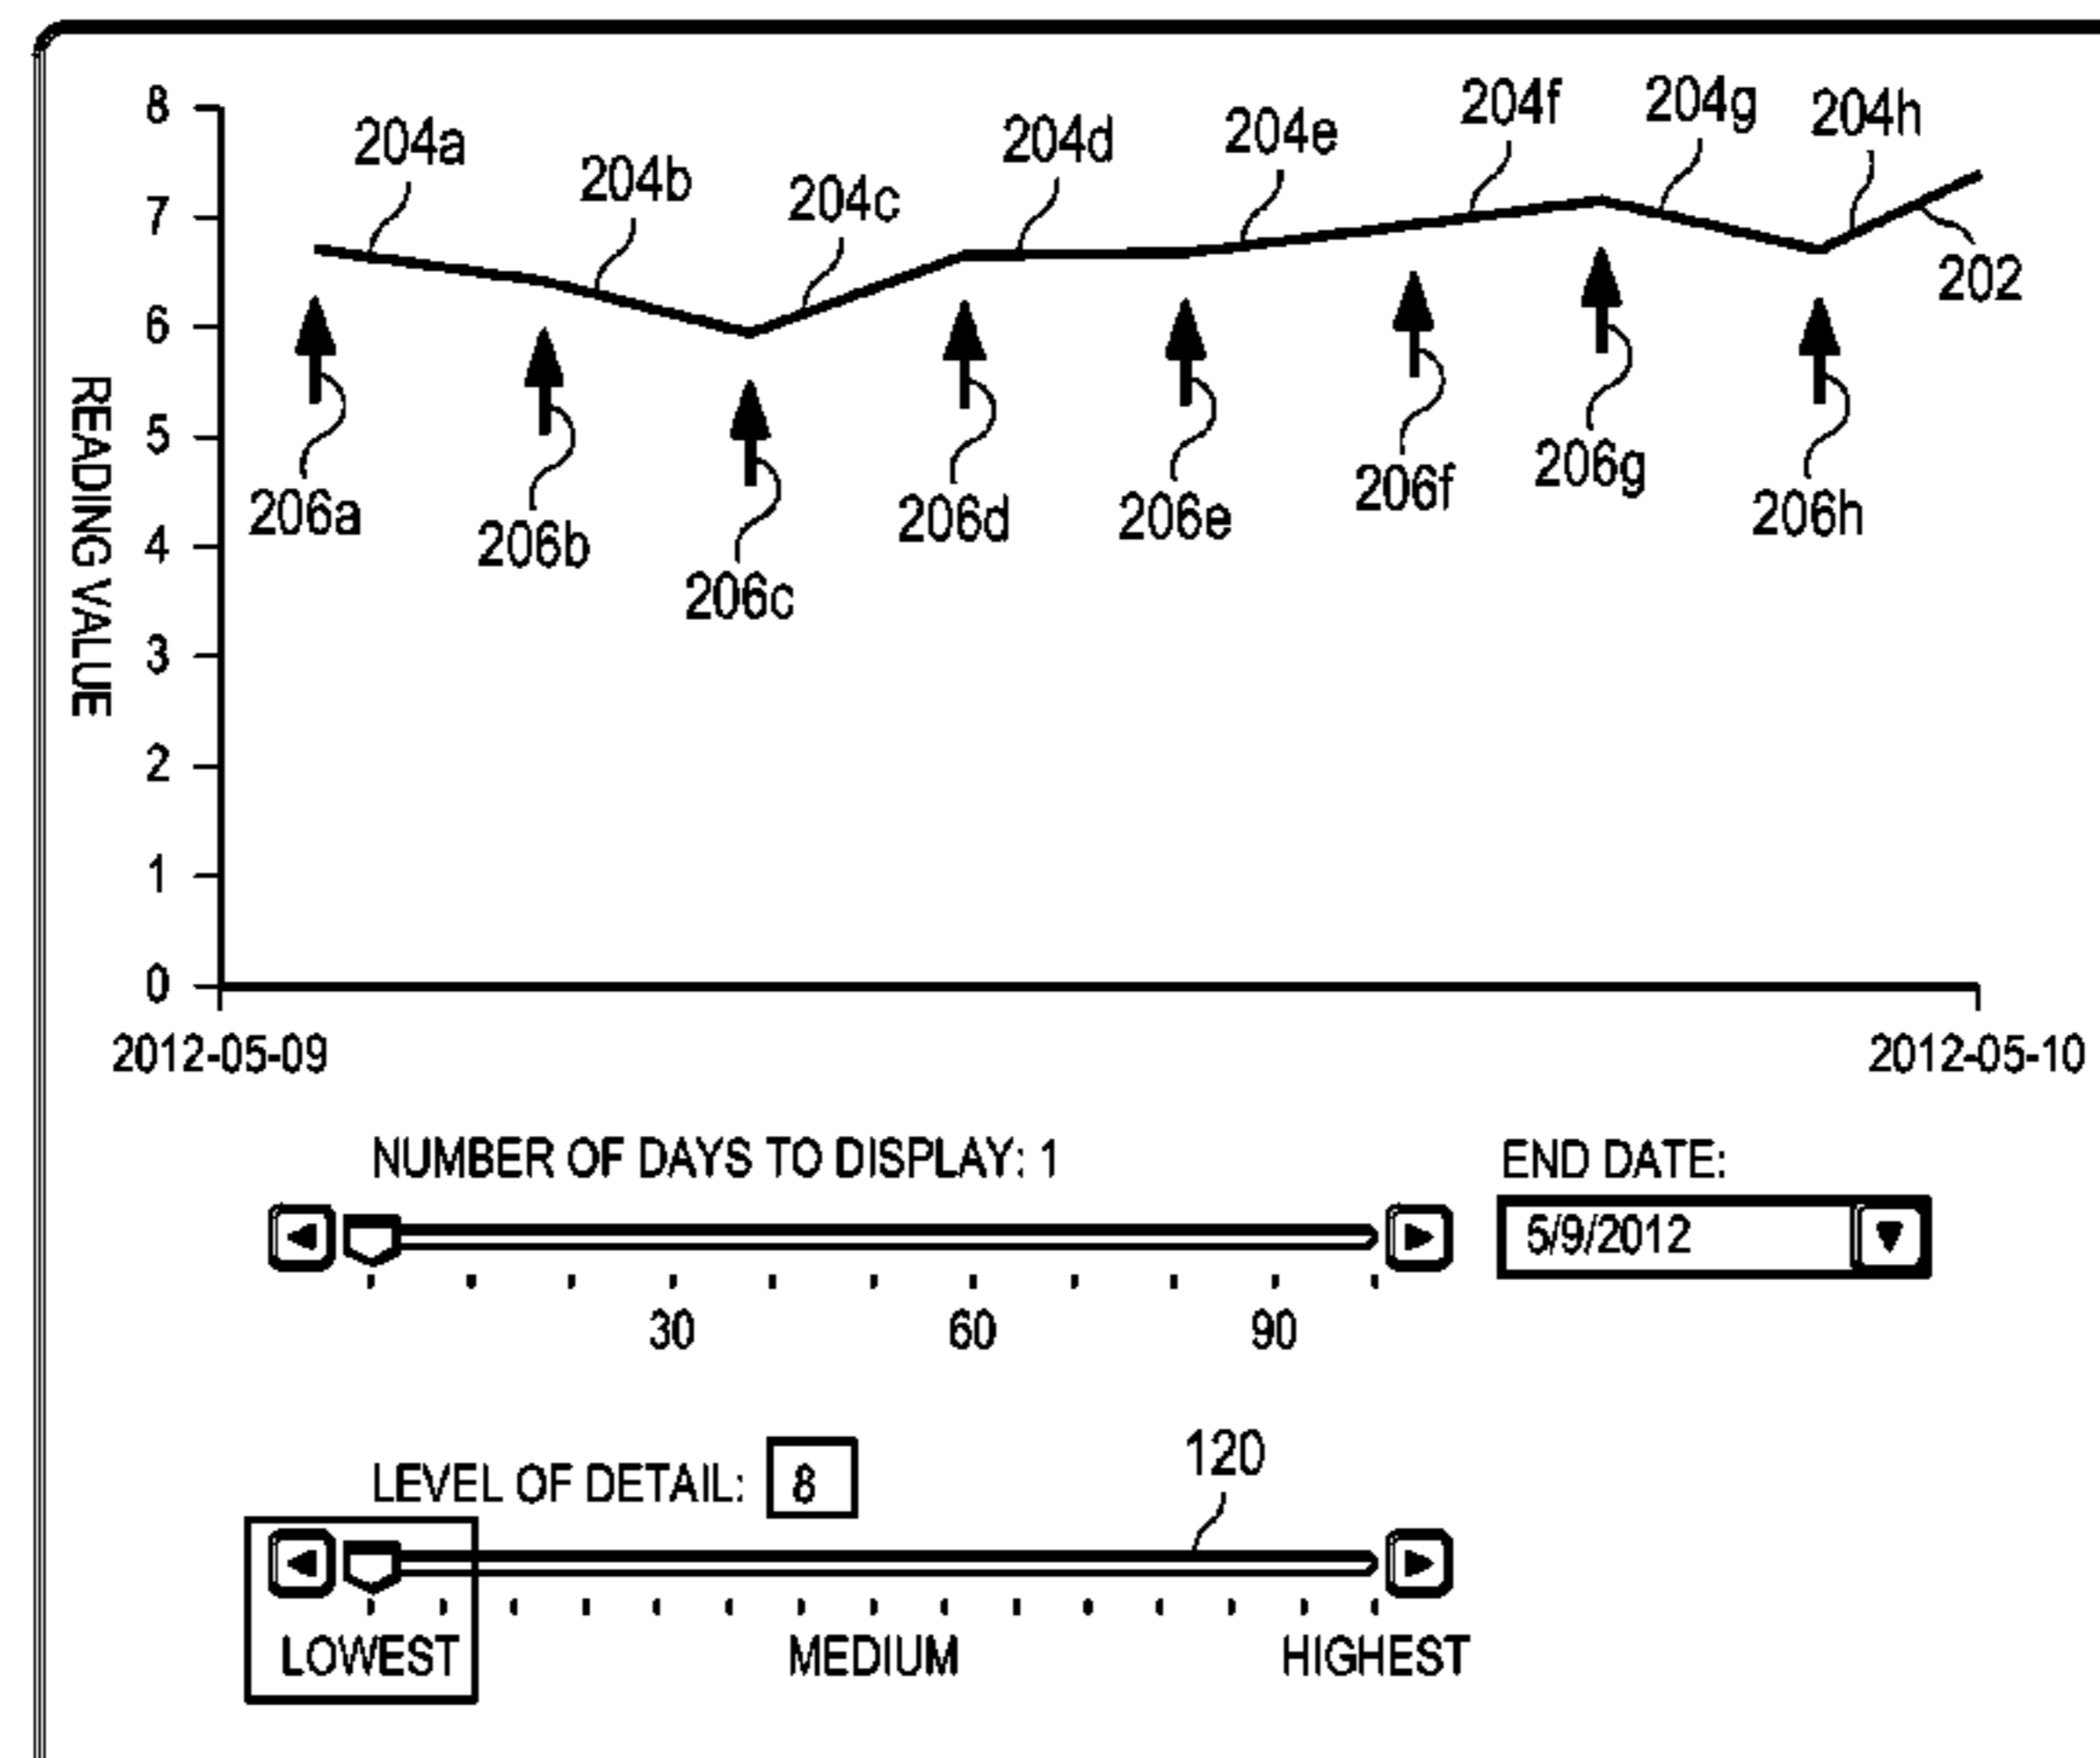 8
204a
204b
204c
204d
204e
204f
204g
204h
7
202
6
5
206a
206b
206c
206d
206e
206f
206g
206h
READING VALUE
4
3
2
1
0
2012-05-09
2012-05-10
NUMBER OF DAYS TO DISPLAY: 1
END DATE:
5/9/2012
30 60 90
LEVEL OF DETAIL: 8
120
LOWEST MEDIUM HIGHEST